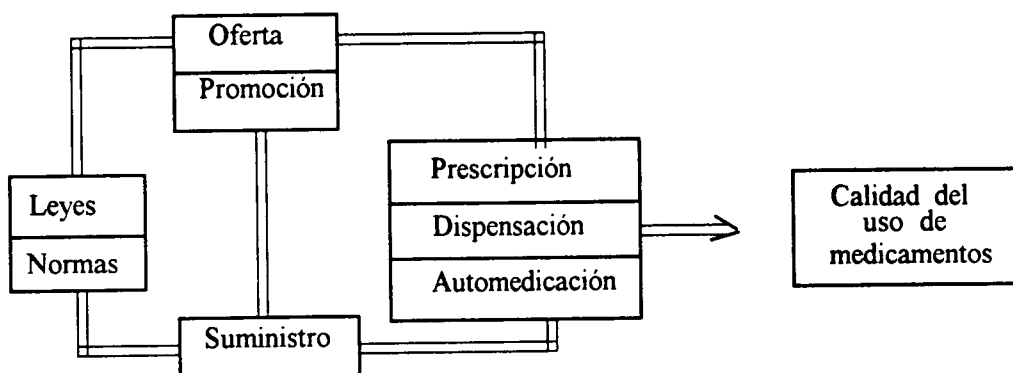 Oferta
Promoción
Leyes
Normas
Suministro
Prescripción
Dispensación
Automedicación
Calidad del
uso de
medicamentos